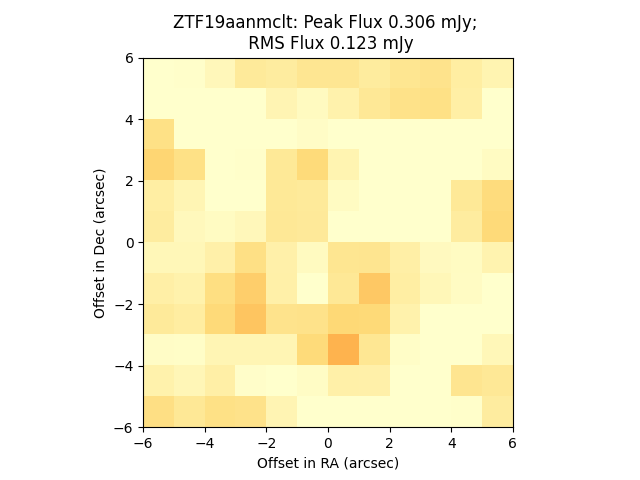 ZTF19aanmclt: Peak Flux 0.306 mJy;
RMS Flux 0.123 mJy
6
4
2
0
−2
−4
−6
Offset in Dec (arcsec)
−6 −4 −2 0 2 4 6
Offset in RA (arcsec)